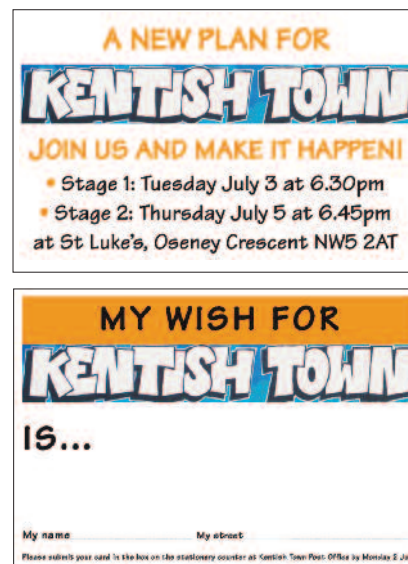 A NEW PLAN FOR
KENTISH TOWN
JOIN US AND MAKE IT HAPPEN!
• Stage 1: Tuesday July 3 at 6.30pm
• Stage 2: Thursday July 5 at 6.45pm
at St Luke's, Oseney Crescent NW5 2AT
MY WISH FOR
KENTISH TOWN
IS...
My name My street
Please submit your card in the box on the stationery counter at Kentish Town Post Office by Monday 2